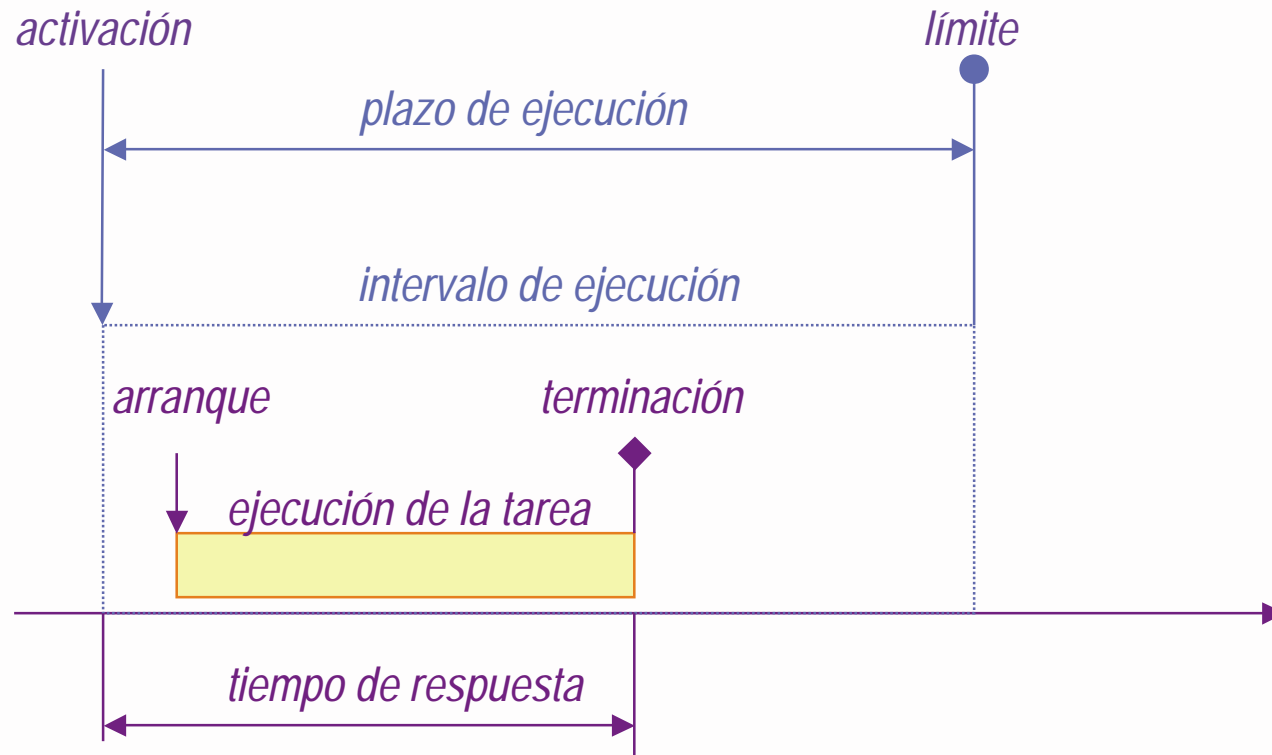 activación
límite
plazo de ejecución
intervalo de ejecución
arranque
terminación
ejecución de la tarea
tiempo de respuesta